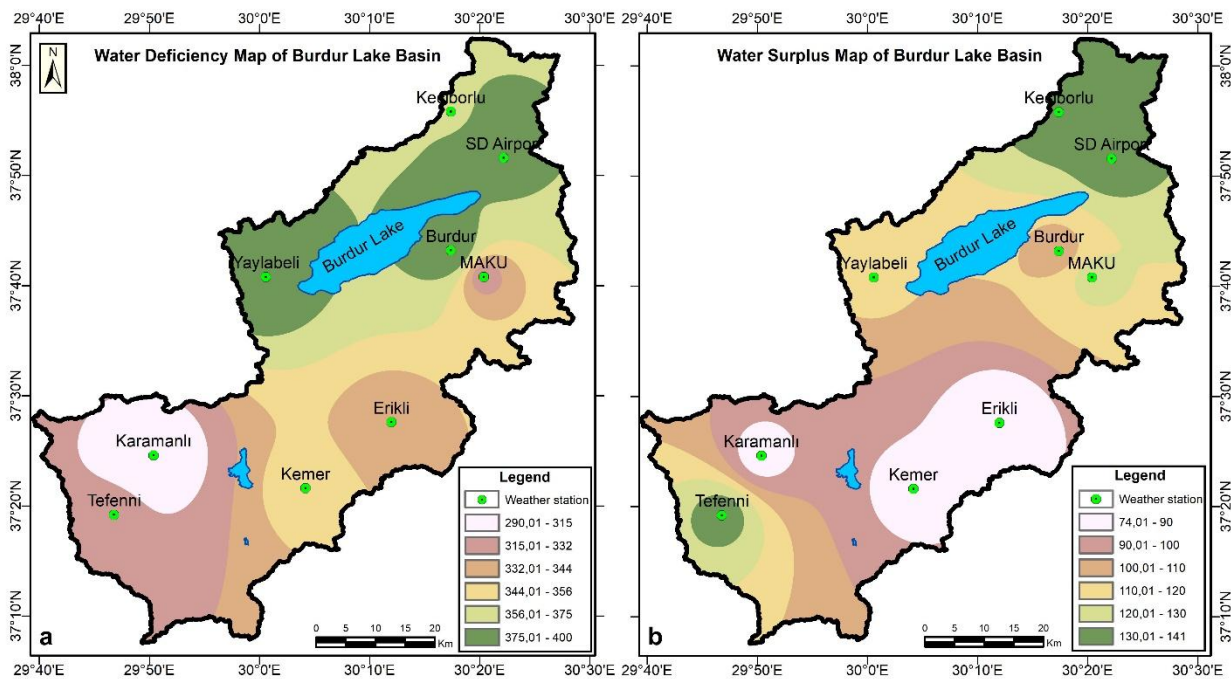 29°40'E 29°50'E 30°0'E 30°10'E 30°20'E 30°30'E
N
Water Deficiency Map of Burdur Lake Basin
38°0'N
37°50'N
37°40'N
37°30'N
37°20'N
37°10'N
Keçiborlu
SD Airport
Burdur Lake
Burdur
Yaylabeli
MAKU
Erikli
Karamanlı
Kemer
Tefenni
Legend
Weather station
290,01 - 315
315,01 - 332
332,01 - 344
344,01 - 356
356,01 - 375
375,01 - 400
0 5 10 15 20
Km
a
29°40'E 29°50'E 30°0'E 30°10'E 30°20'E 30°30'E
29°40'E 29°50'E 30°0'E 30°10'E 30°20'E 30°30'E
Water Surplus Map of Burdur Lake Basin
Keçiborlu
SD Airport
Burdur Lake
Burdur
Yaylabeli
MAKU
Erikli
Karamanlı
Kemer
Tefenni
Legend
Weather station
74,01 - 90
90,01 - 100
100,01 - 110
110,01 - 120
120,01 - 130
130,01 - 141
0 5 10 15 20
Km
b
38°0'N
37°50'N
37°40'N
37°30'N
37°20'N
37°10'N
29°40'E 29°50'E 30°0'E 30°10'E 30°20'E 30°30'E